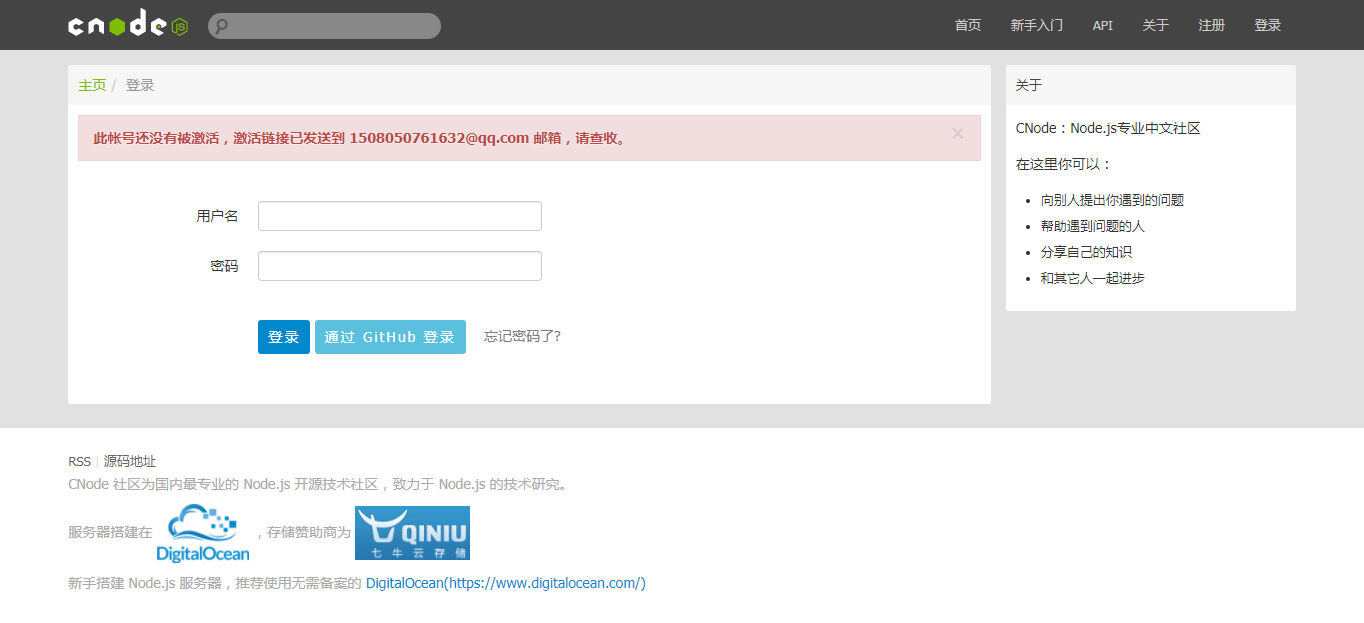 cnodejs
首页 新手入门 API 关于 注册 登录
主页 / 登录
此帐号还没有被激活，激活链接已发送到 1508050761632@qq.com 邮箱，请查收。 ×
用户名
密码
登录 通过 GitHub 登录 忘记密码了?
关于
CNode：Node.js专业中文社区
在这里你可以：
• 向别人提出你遇到的问题
• 帮助遇到问题的人
• 分享自己的知识
• 和其它人一起进步
RSS | 源码地址
CNode 社区为国内最专业的 Node.js 开源技术社区，致力于 Node.js 的技术研究。
服务器搭建在 DigitalOcean ，存储赞助商为 QINIU 七牛云存储
新手搭建 Node.js 服务器，推荐使用无需备案的 DigitalOcean(https://www.digitalocean.com/)